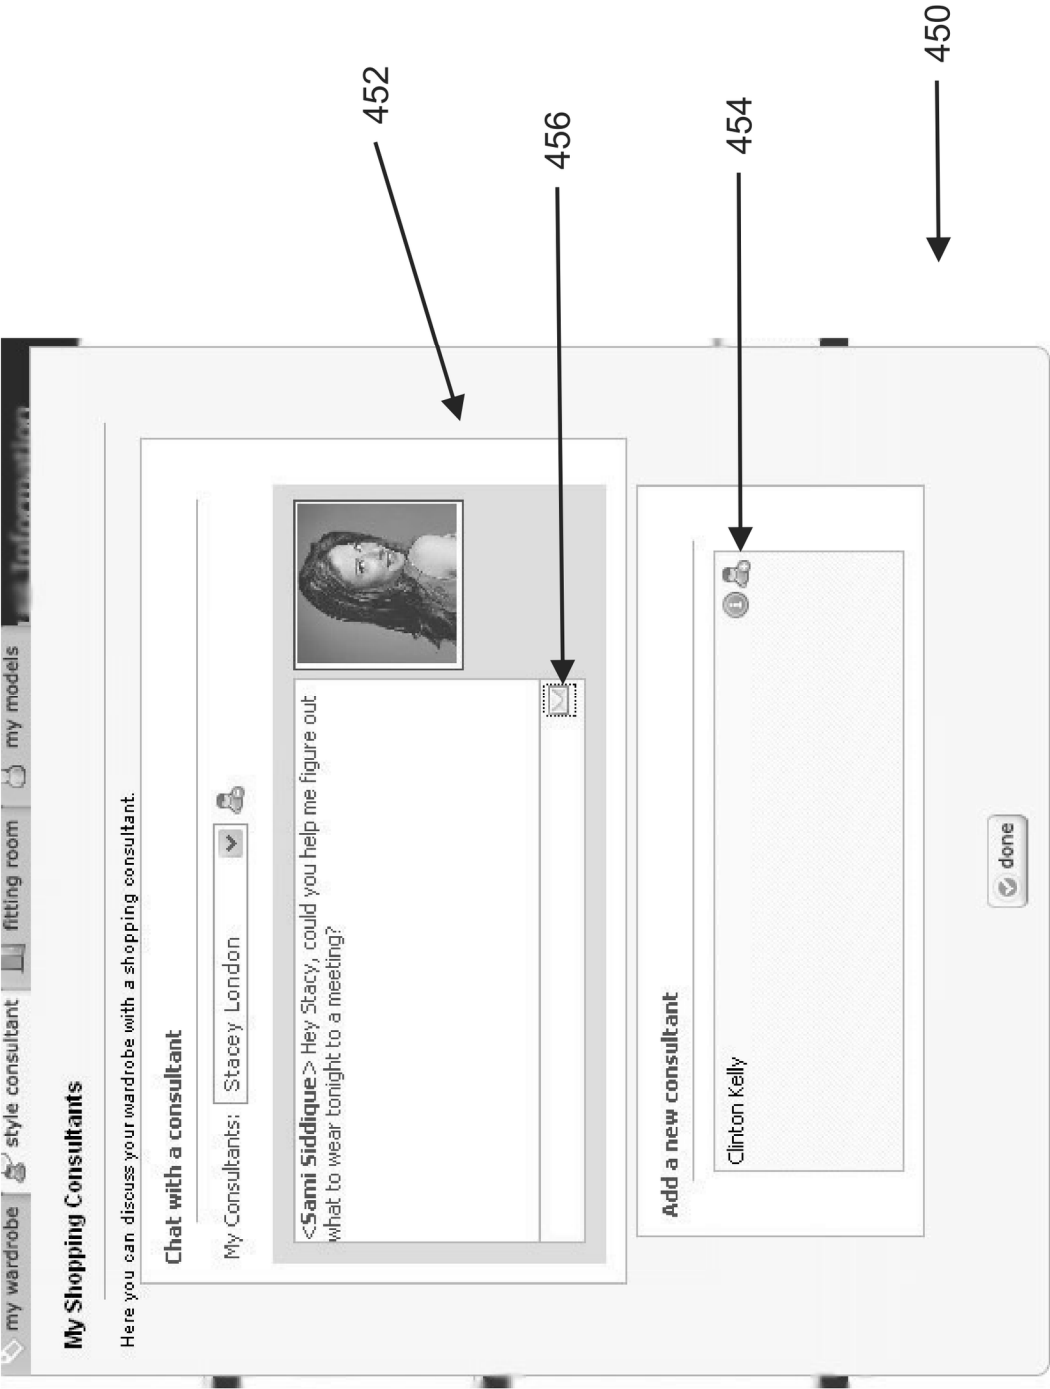 my wardrobe
style consultant
fitting room
my models
Information
My Shopping Consultants
Here you can discuss your wardrobe with a shopping consultant.
Chat with a consultant
My Consultants: Stacey London
<Sami Siddique> Hey Stacy, could you help me figure out
what to wear tonight to a meeting?
Add a new consultant
Clinton Kelly
done
452
456
454
450